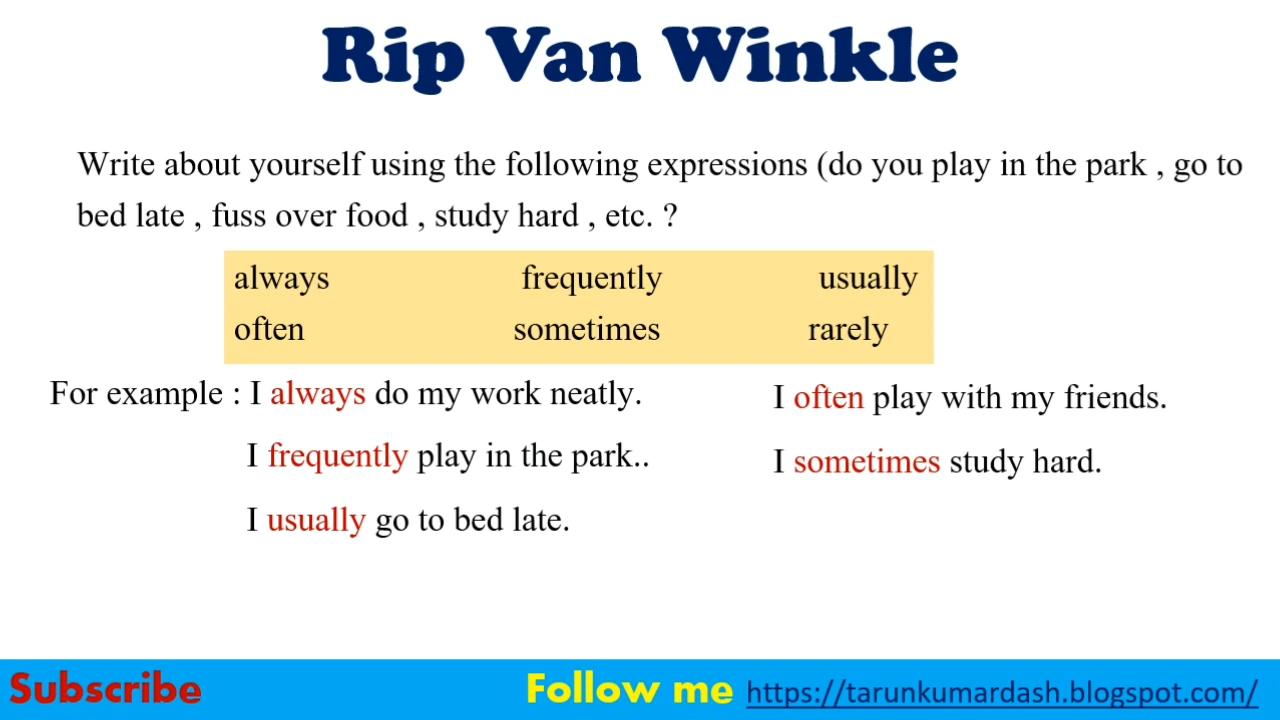 Rip Van Winkle
Write about yourself using the following expressions (do you play in the park , go to
bed late , fuss over food , study hard , etc. ?
always frequently usually
often sometimes rarely
For example : I always do my work neatly.
I often play with my friends.
I frequently play in the park..
I sometimes study hard.
I usually go to bed late.
Subscribe
Follow me https://tarunkumardash.blogspot.com/